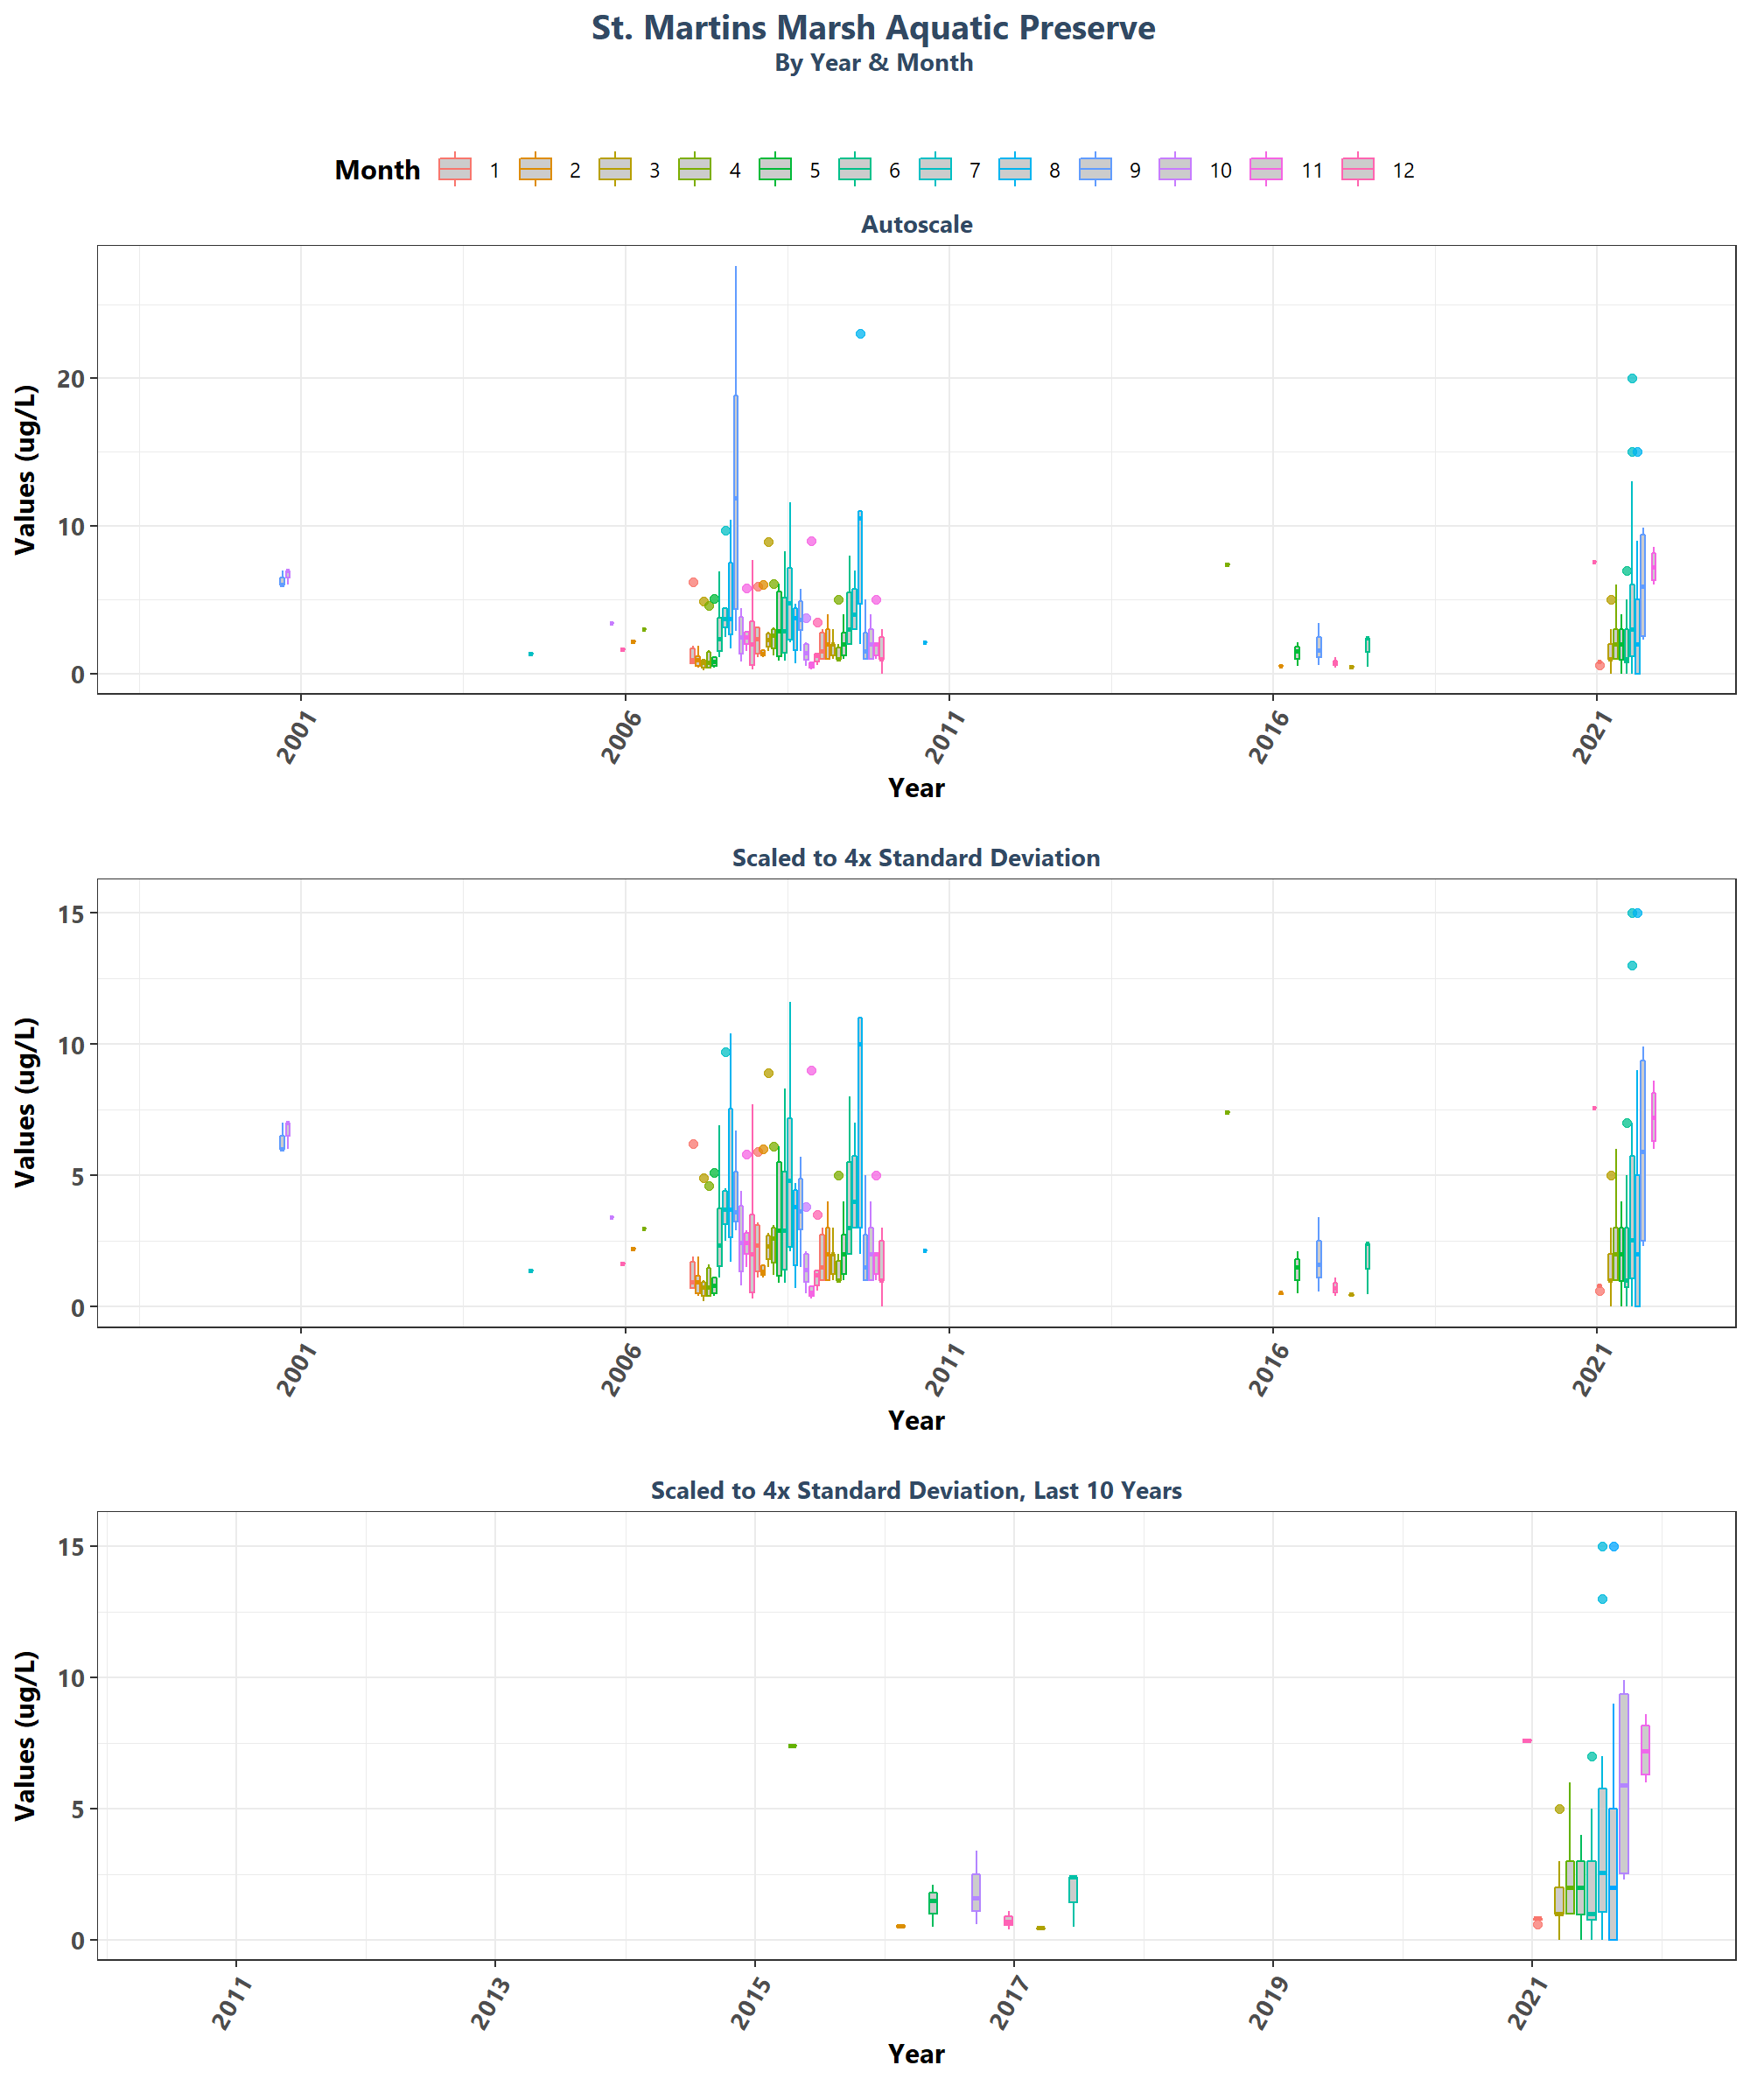 St. Martins Marsh Aquatic Preserve
By Year & Month
Month 1 2 3 4 5 6 7 8 9 10 11 12
Autoscale
Values (ug/L)
20
10
0
2001 2006 2011 2016 2021
Year
Scaled to 4x Standard Deviation
Values (ug/L)
15
10
5
0
2001 2006 2011 2016 2021
Year
Scaled to 4x Standard Deviation, Last 10 Years
Values (ug/L)
15
10
5
0
2011 2013 2015 2017 2019 2021
Year